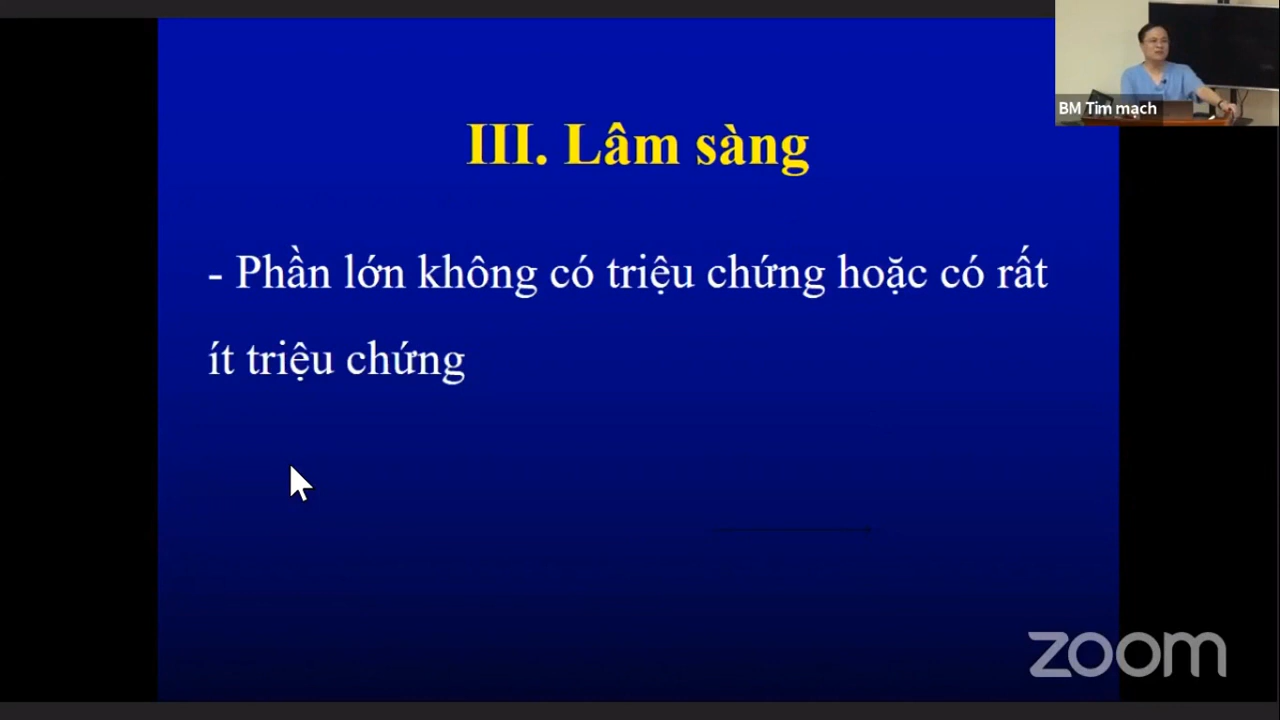 BM Tim mạch
III. Lâm sàng
- Phần lớn không có triệu chứng hoặc có rất
ít triệu chứng
zoom